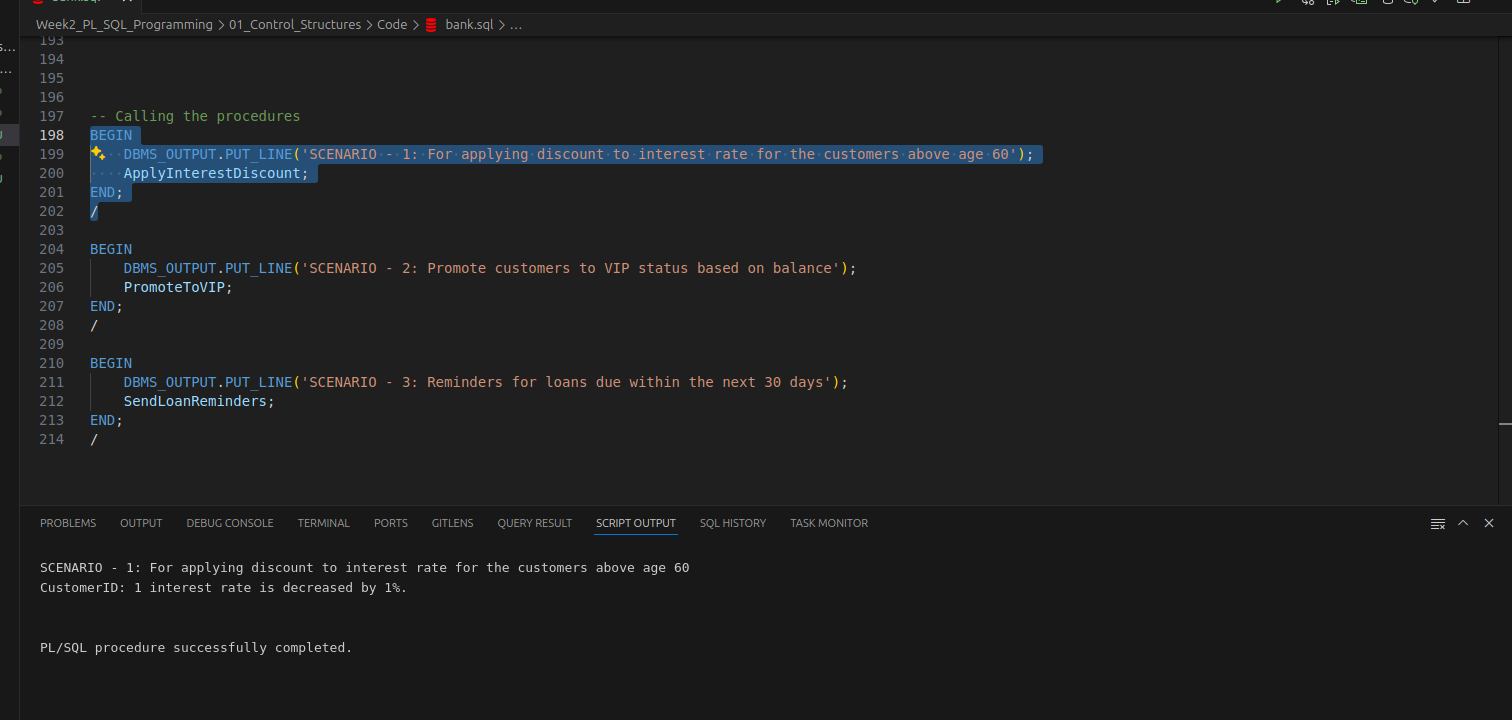 Week2_PL_SQL_Programming > 01_Control_Structures > Code > bank.sql > ...
193
194
195
196
197 -- Calling the procedures
198 BEGIN
199 DBMS_OUTPUT.PUT_LINE('SCENARIO - 1: For applying discount to interest rate for the customers above age 60');
200 ApplyInterestDiscount;
201 END;
202 /
203
204 BEGIN
205 DBMS_OUTPUT.PUT_LINE('SCENARIO - 2: Promote customers to VIP status based on balance');
206 PromoteToVIP;
207 END;
208 /
209
210 BEGIN
211 DBMS_OUTPUT.PUT_LINE('SCENARIO - 3: Reminders for loans due within the next 30 days');
212 SendLoanReminders;
213 END;
214 /
PROBLEMS OUTPUT DEBUG CONSOLE TERMINAL PORTS GITLENS QUERY RESULT SCRIPT OUTPUT SQL HISTORY TASK MONITOR
SCENARIO - 1: For applying discount to interest rate for the customers above age 60
CustomerID: 1 interest rate is decreased by 1%.
PL/SQL procedure successfully completed.